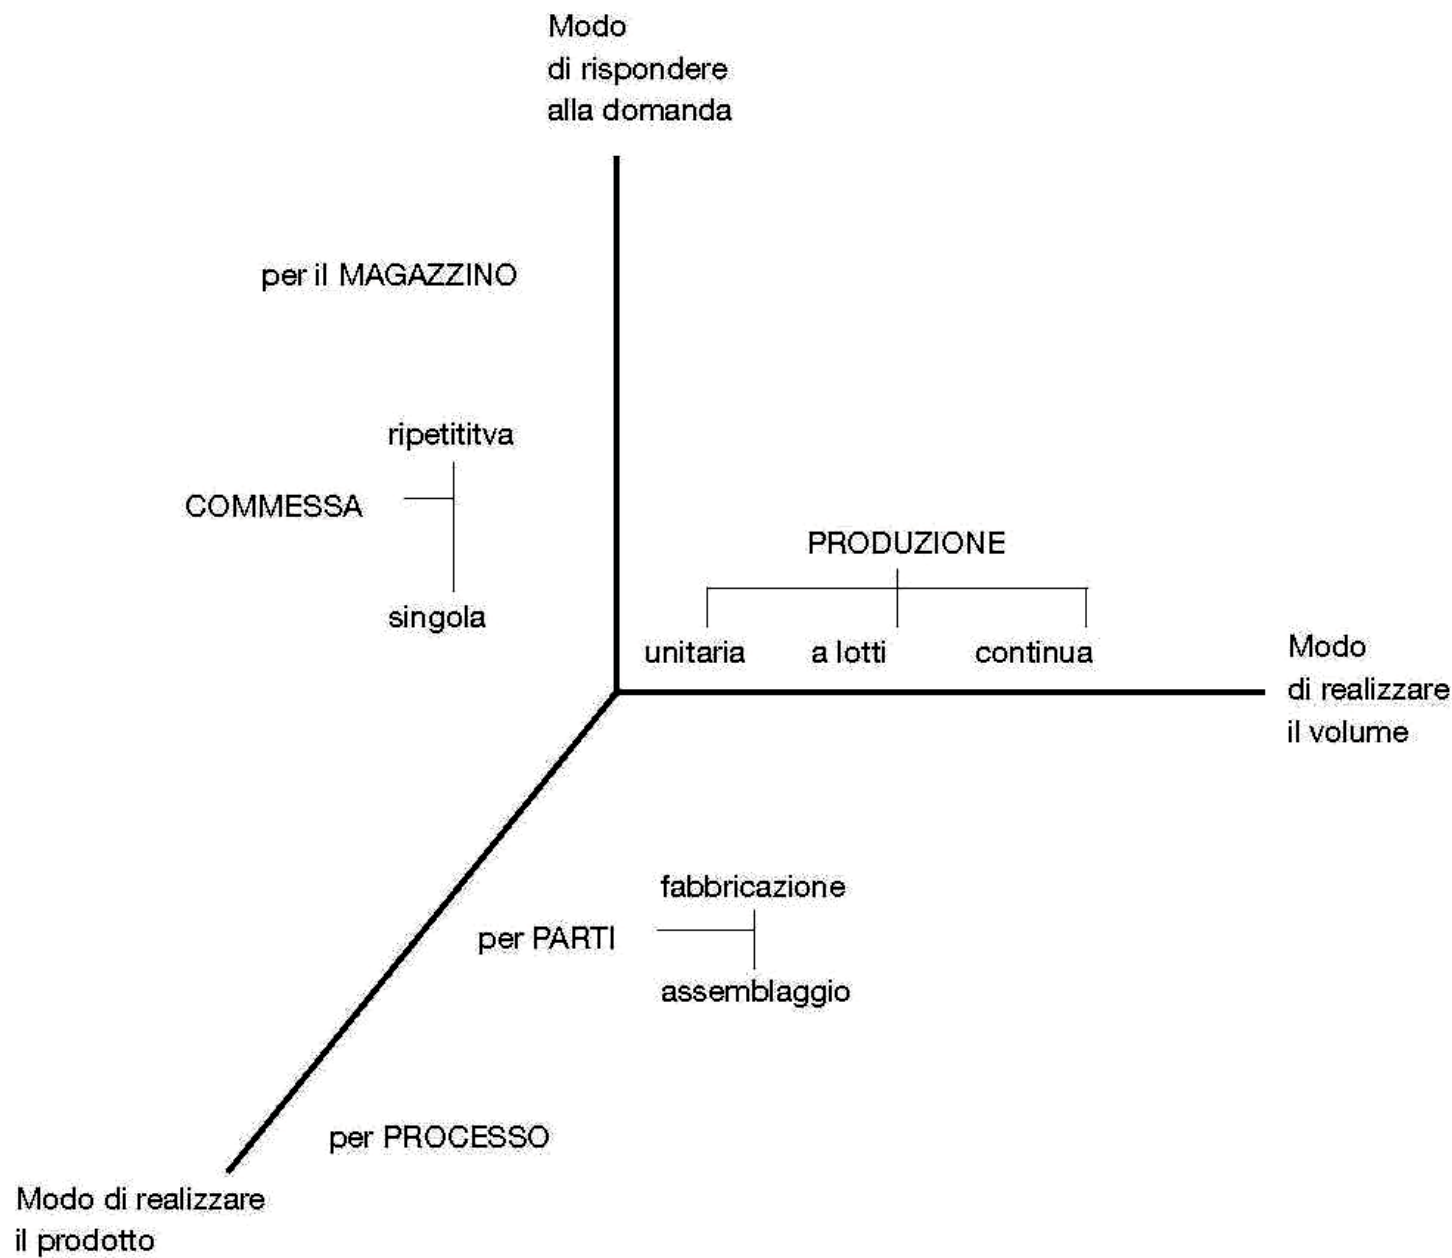 Modo
di rispondere
alla domanda
per il MAGAZZINO
ripetititva
COMMESSA
singola
PRODUZIONE
unitaria a lotti continua
Modo
di realizzare
il volume
fabbricazione
per PARTI
assemblaggio
per PROCESSO
Modo di realizzare
il prodotto